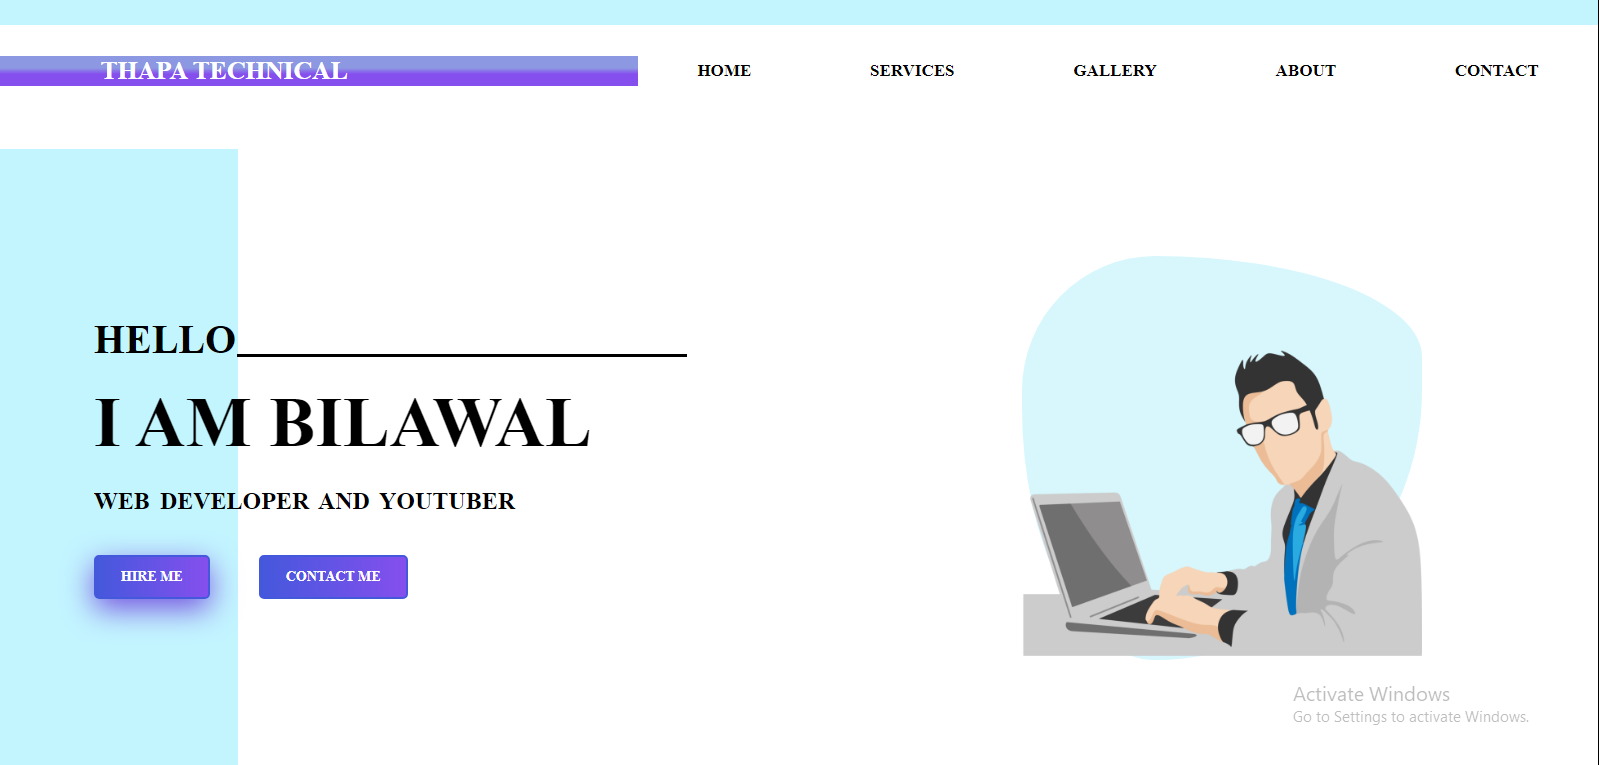 THAPA TECHNICAL HOME SERVICES GALLERY ABOUT CONTACT
HELLO
I AM BILAWAL
WEB DEVELOPER AND YOUTUBER
HIRE ME CONTACT ME
Activate Windows
Go to Settings to activate Windows.